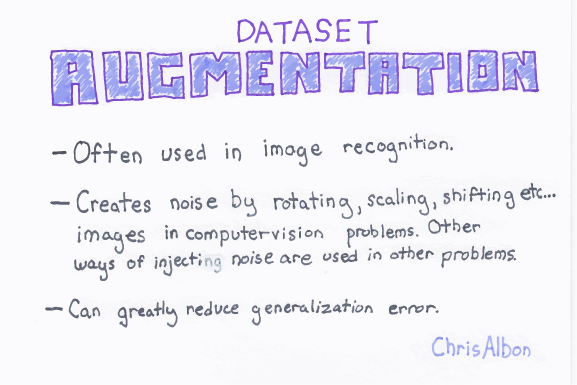 DATASET
AUGMENTATION
- Often used in image recognition.
- Creates noise by rotating, scaling, shifting etc...
images in computervision problems. Other
ways of injecting noise are used in other problems.
- Can greatly reduce generalization error.
ChrisAlbon